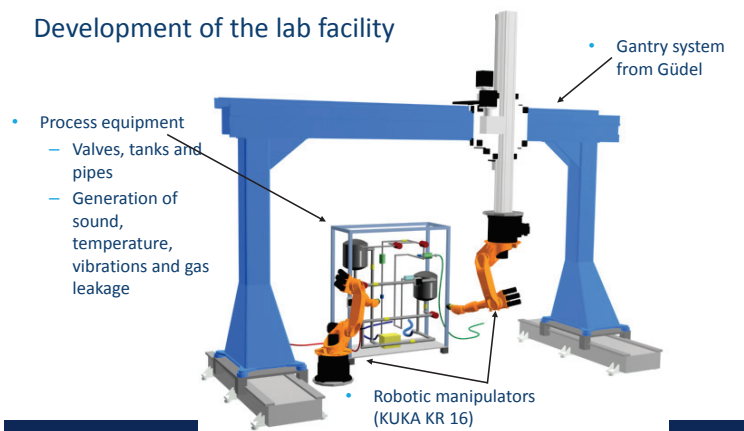 Development of the lab facility
• Gantry system
from Güdel
• Process equipment
– Valves, tanks and
pipes
– Generation of
sound,
temperature,
vibrations and gas
leakage
• Robotic manipulators
(KUKA KR 16)